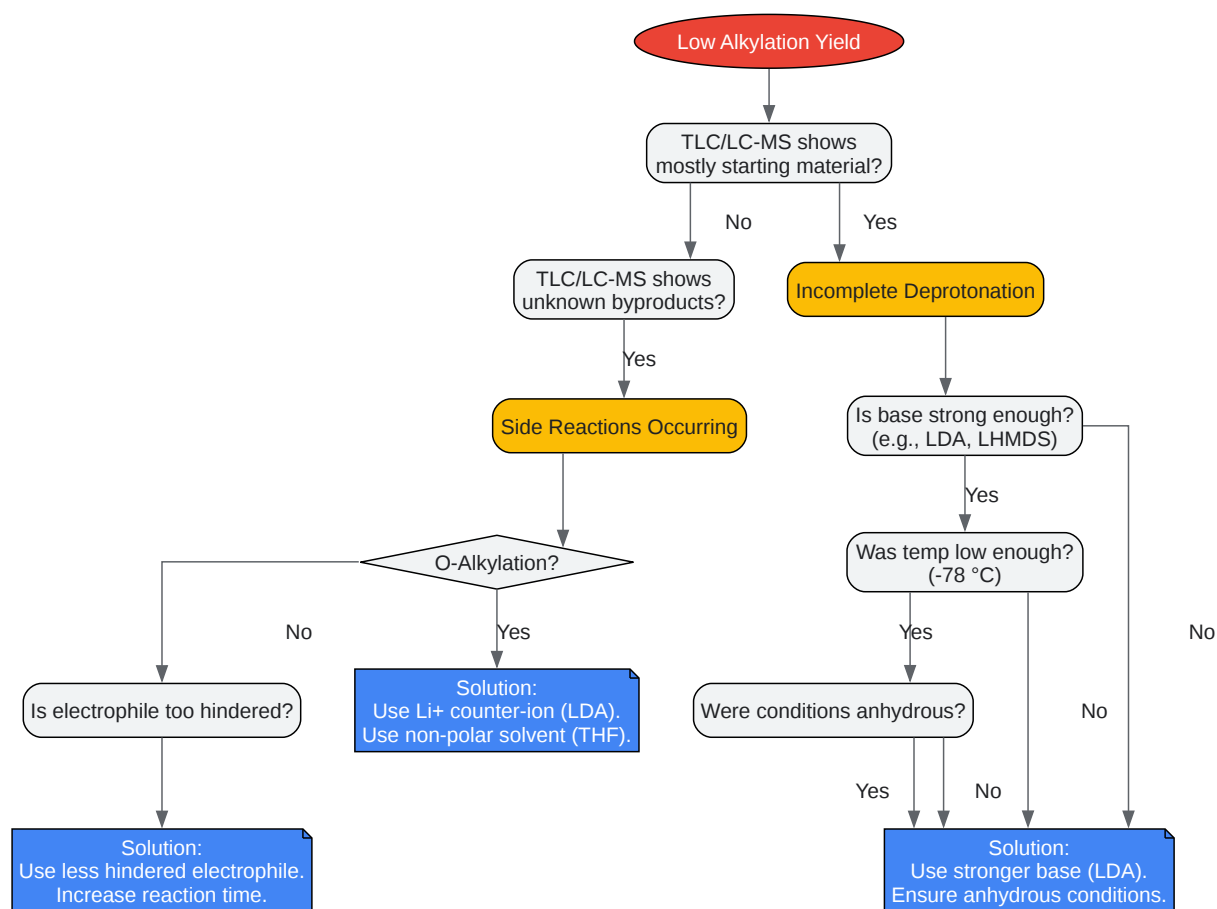 Low Alkylation Yield
TLC/LC-MS shows
mostly starting material?
No
Yes
TLC/LC-MS shows
unknown byproducts?
Incomplete Deprotonation
Yes
Side Reactions Occurring
Is base strong enough?
(e.g., LDA, LHMDS)
Yes
O-Alkylation?
Was temp low enough?
(-78 °C)
No
Yes
Yes
No
Is electrophile too hindered?
Solution:
Use Li+ counter-ion (LDA).
Use non-polar solvent (THF).
Were conditions anhydrous?
No
Yes
No
Solution:
Use less hindered electrophile.
Increase reaction time.
Solution:
Use stronger base (LDA).
Ensure anhydrous conditions.